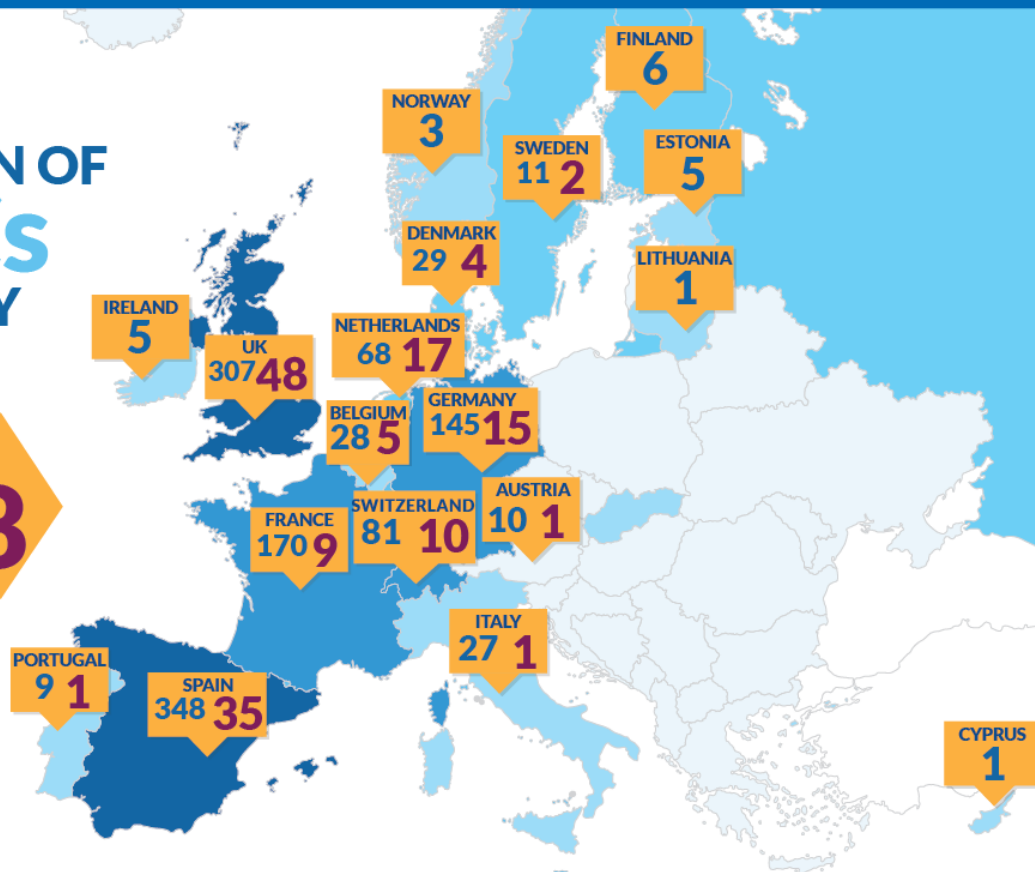 N OF
S
Y
FINLAND
6
NORWAY
3
SWEDEN
11 2
ESTONIA
5
DENMARK
29 4
LITHUANIA
1
IRELAND
5
UK
307 48
NETHERLANDS
68 17
BELGIUM
28 5
GERMANY
145 15
FRANCE
170 9
SWITZERLAND
81 10
AUSTRIA
10 1
ITALY
27 1
PORTUGAL
9 1
SPAIN
348 35
CYPRUS
1